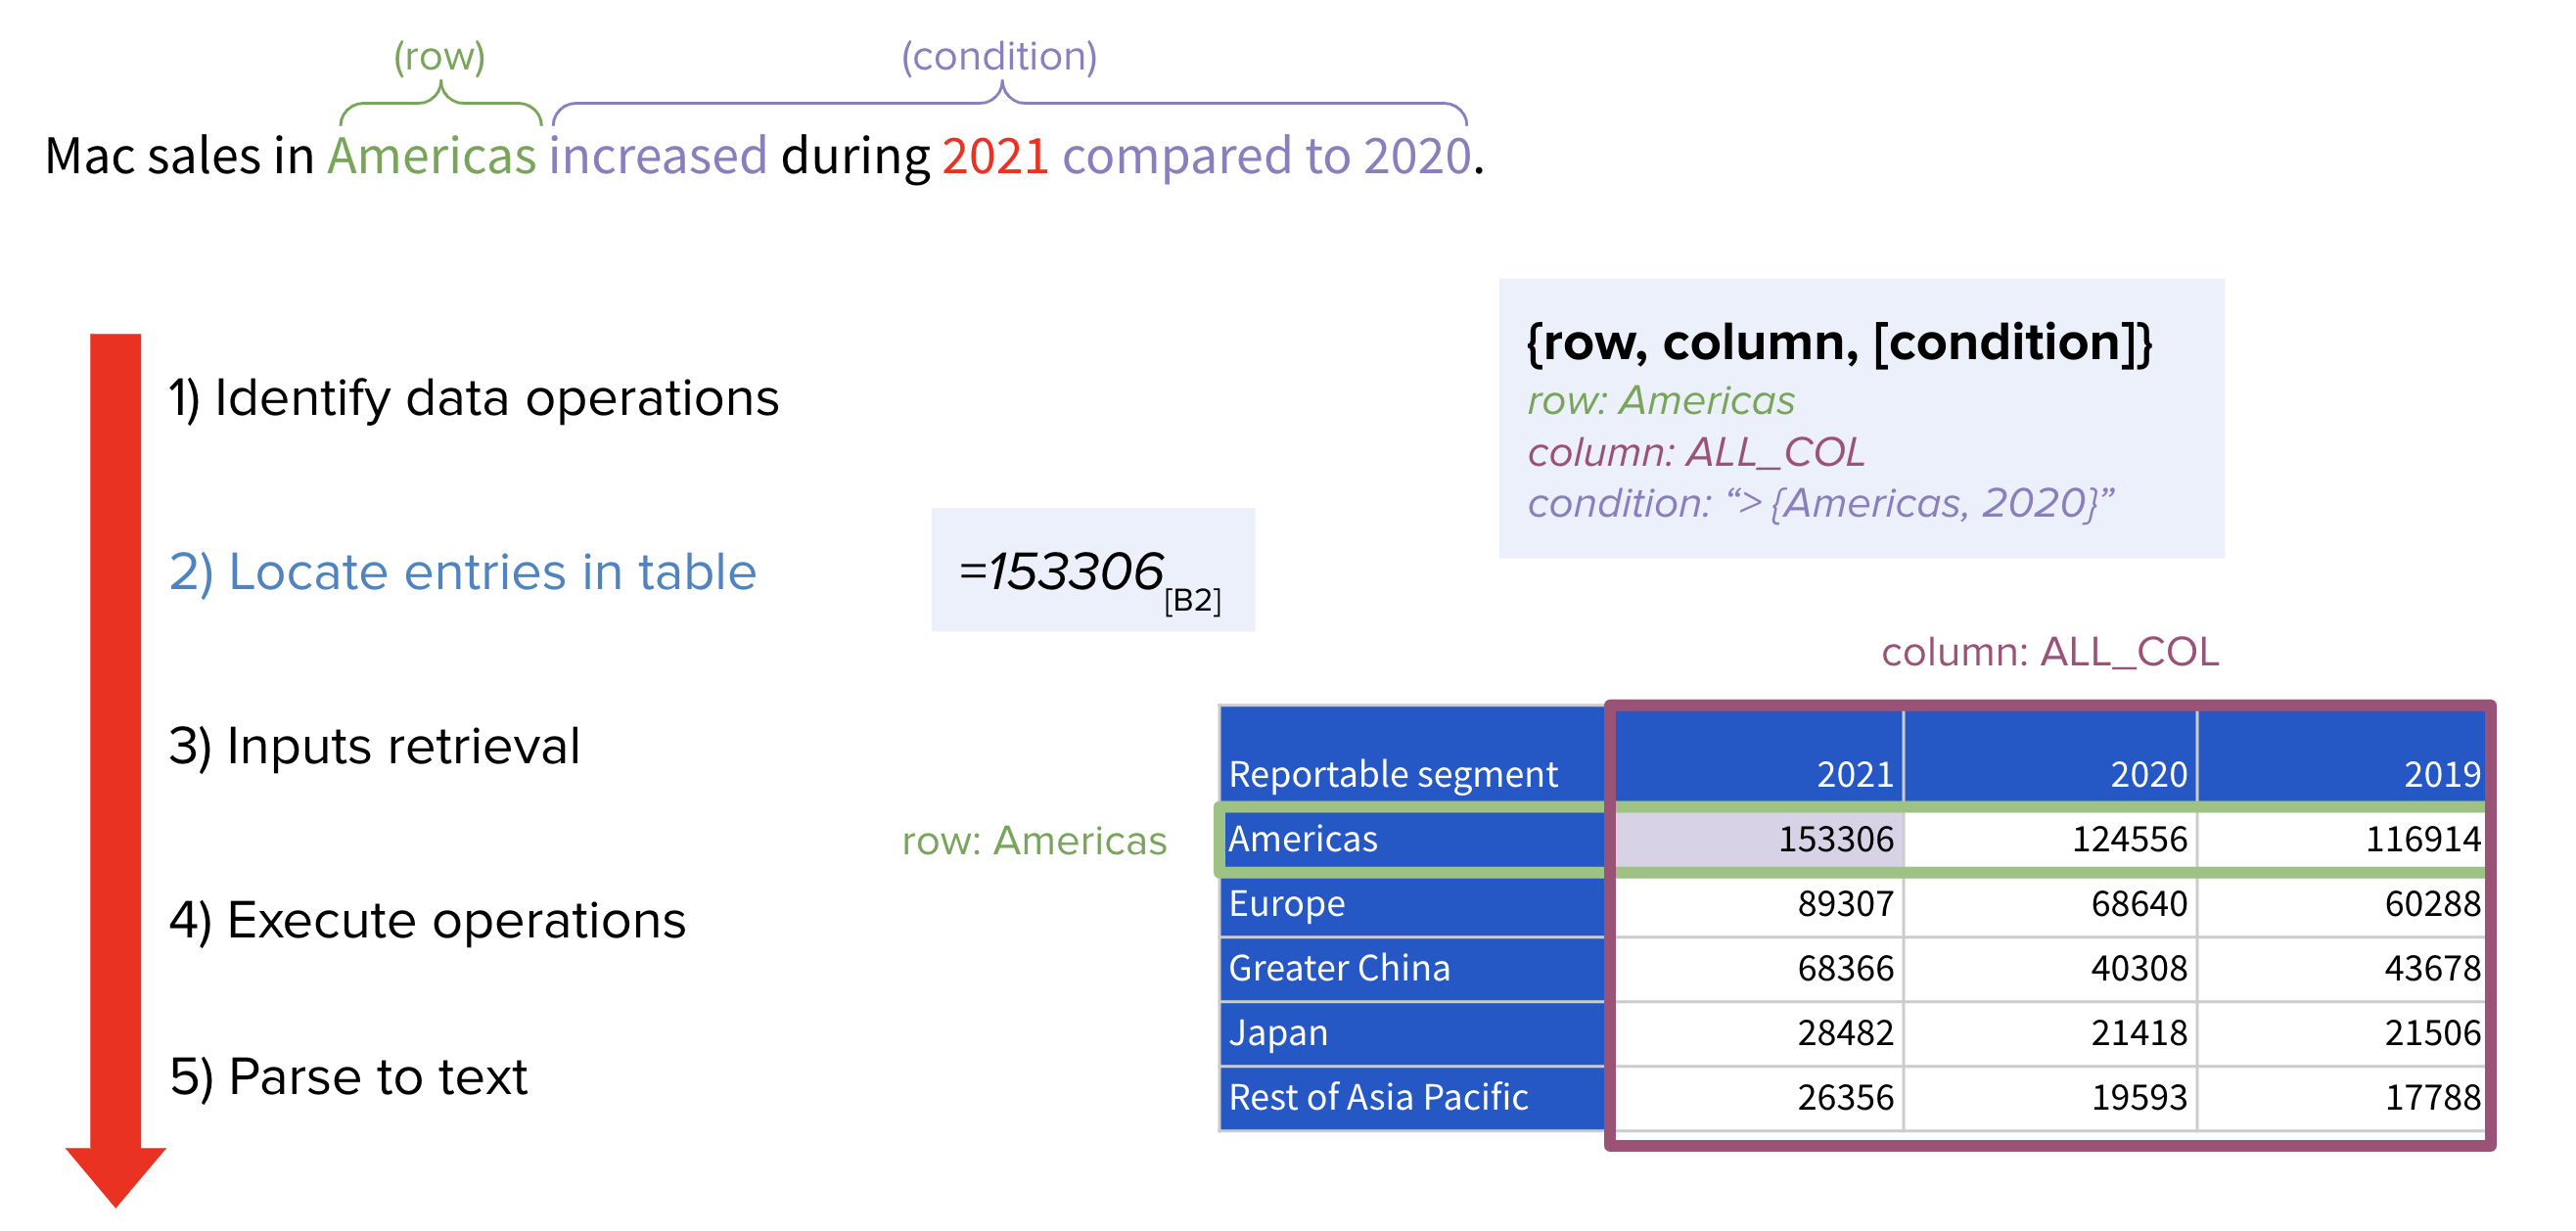 (row) (condition)
Mac sales in Americas increased during 2021 compared to 2020.
{row, column, [condition]}
row: Americas
column: ALL_COL
condition: “> {Americas, 2020}”
1) Identify data operations
2) Locate entries in table
=153306[B2]
3) Inputs retrieval
4) Execute operations
5) Parse to text
column: ALL_COL
row: Americas
Reportable segment 2021 2020 2019
Americas 153306 124556 116914
Europe 89307 68640 60288
Greater China 68366 40308 43678
Japan 28482 21418 21506
Rest of Asia Pacific 26356 19593 17788